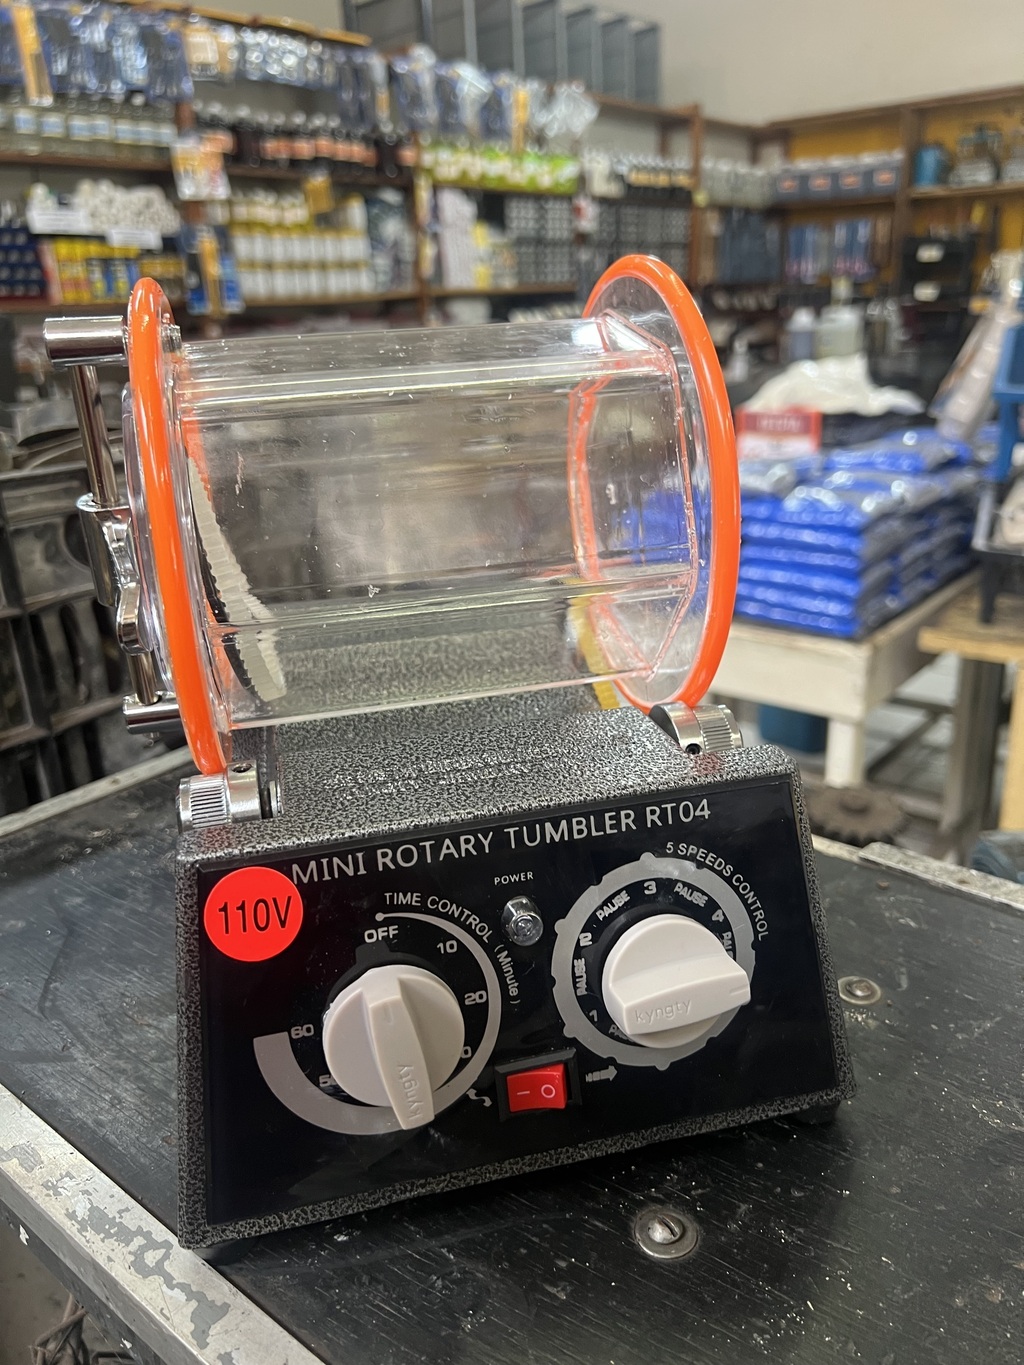 MINI ROTARY TUMBLER RT04
110V
TIME CONTROL (Minute)
OFF
10
20
60
kyngty
POWER
I O
5 SPEEDS CONTROL
1
PAUSE
2
PAUSE
3
PAUSE
4
kyngty